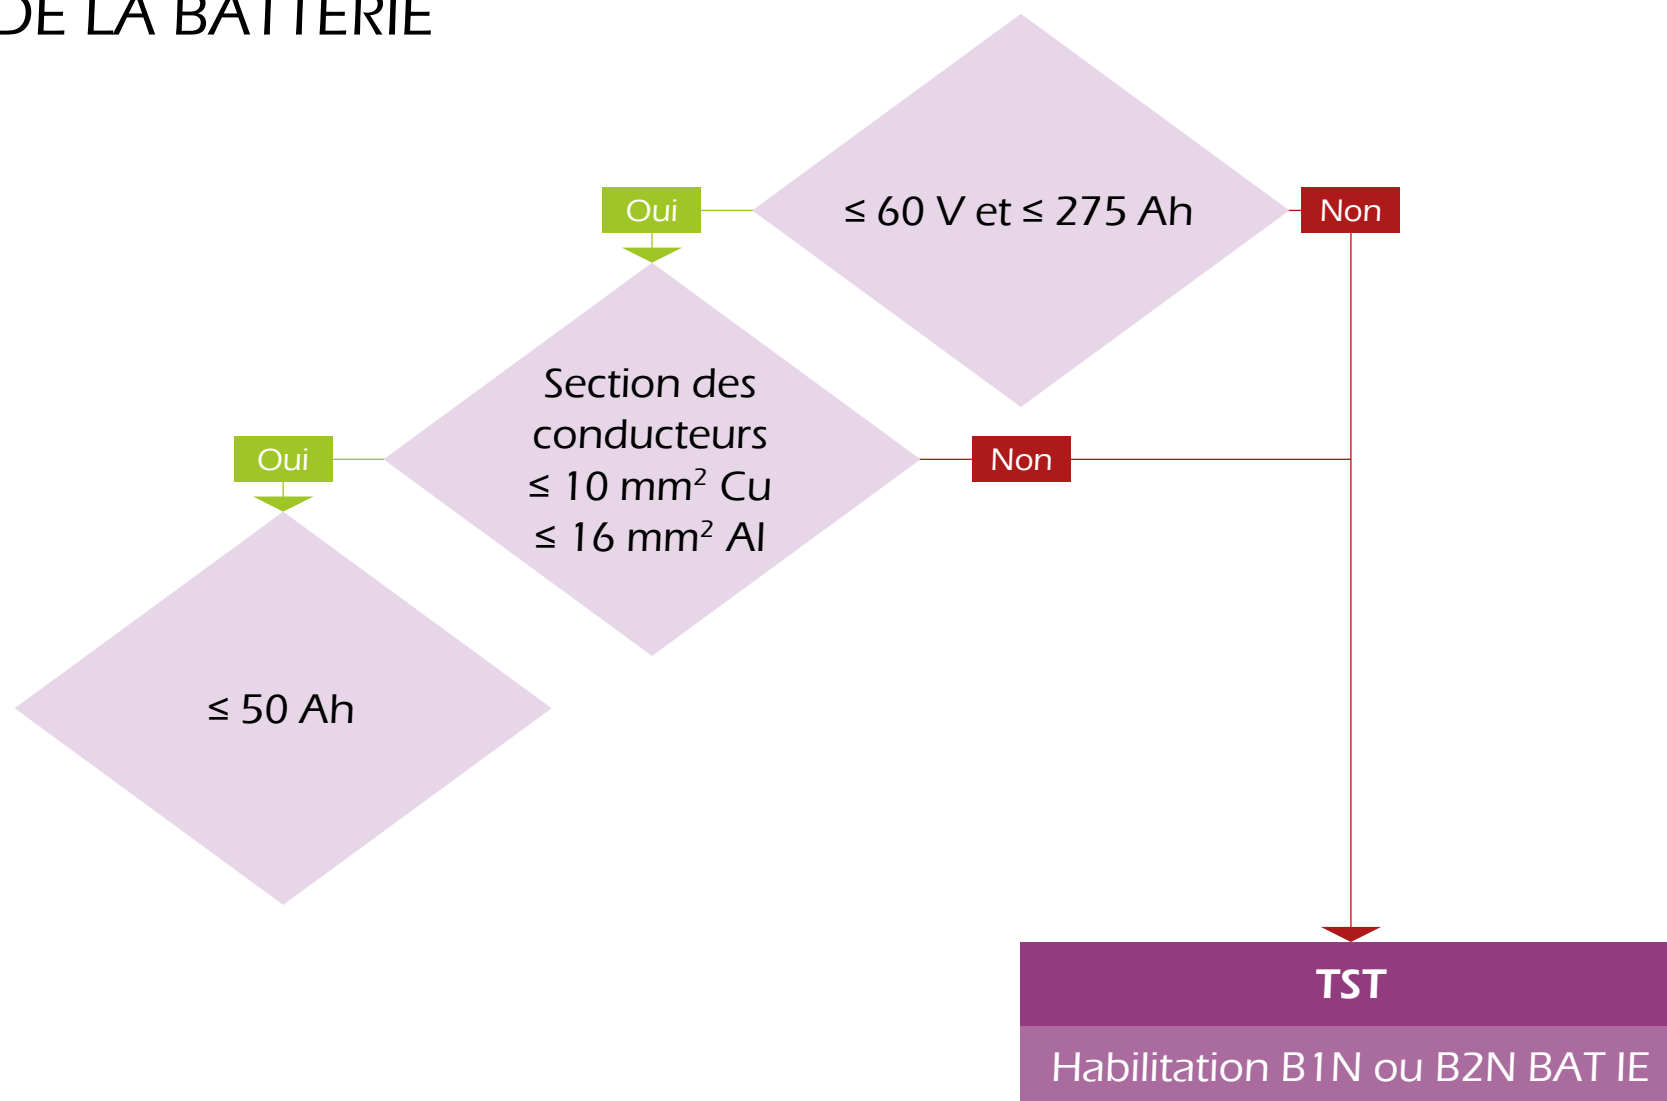 DE LA BATTERIE
≤ 60 V et ≤ 275 Ah
Oui
Non
Section des
conducteurs
≤ 10 mm² Cu
≤ 16 mm² Al
Oui
Non
≤ 50 Ah
TST
Habilitation B1N ou B2N BAT IE